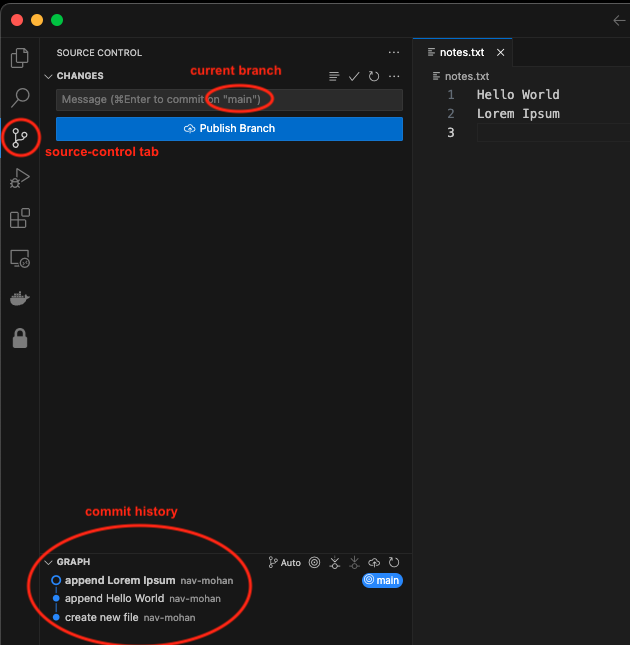 SOURCE CONTROL
CHANGES
current branch
Message (⌘Enter to commit on "main")
Publish Branch
source-control tab
commit history
GRAPH
Auto
append Lorem Ipsum nav-mohan
main
append Hello World nav-mohan
create new file nav-mohan
notes.txt
notes.txt
1 Hello World
2 Lorem Ipsum
3